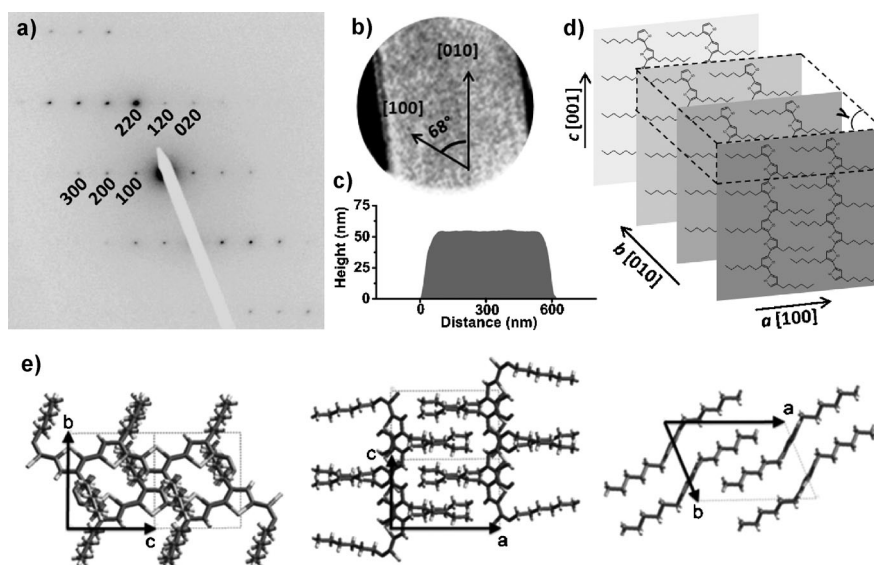 a)
220
120
020
300
200
100
b)
[010]
[100]
68°
c)
Height (nm)
75
50
25
0
0
300
600
Distance (nm)
d)
c [001]
γ
b [010]
a [100]
e)
b
c
c
a
a
b